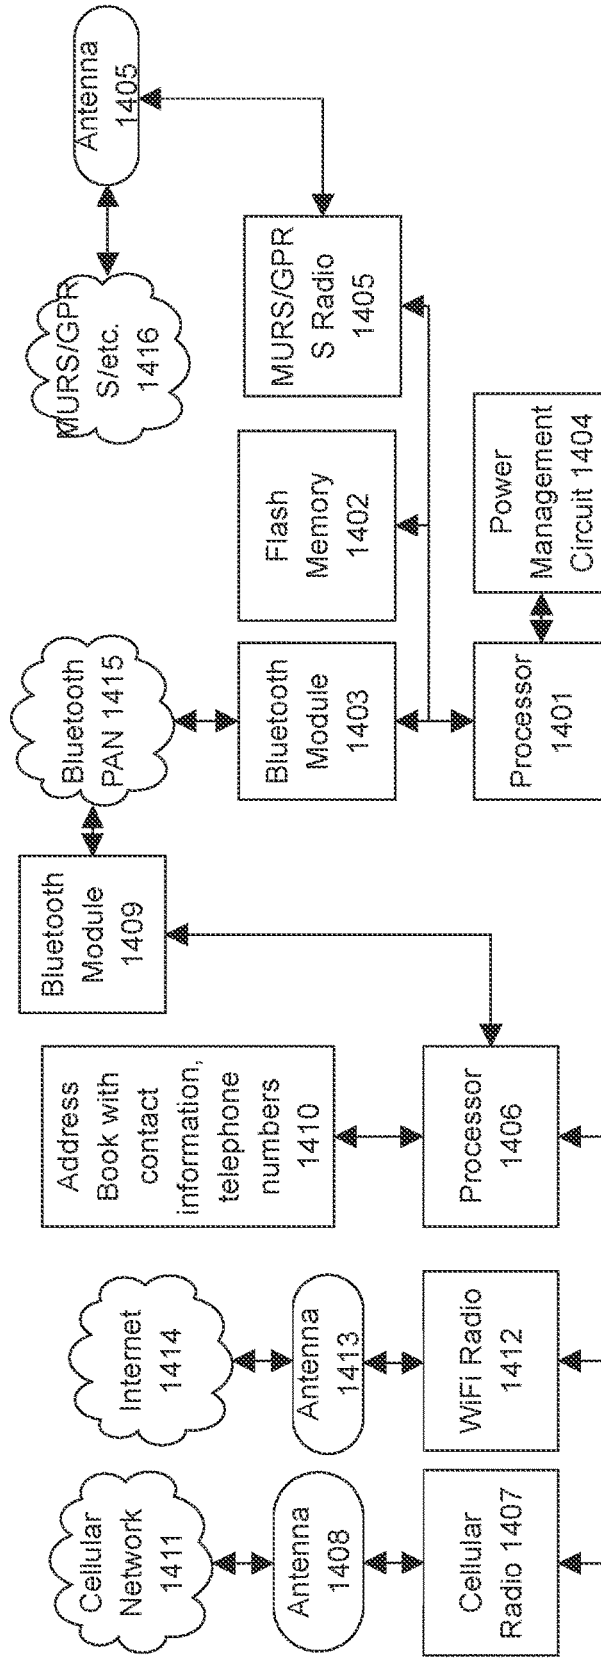 Cellular
Network
1411
Antenna
1408
Cellular
Radio 1407
Internet
1414
Antenna
1413
WiFi Radio
1412
Address
Book with
contact
information,
telephone
numbers
1410
Processor
1406
Bluetooth
Module
1409
Bluetooth
PAN 1415
Bluetooth
Module
1403
Processor
1401
Flash
Memory
1402
Power
Management
Circuit 1404
MURS/GPR
S/etc.
1416
MURS/GPR
S Radio
1405
Antenna
1405